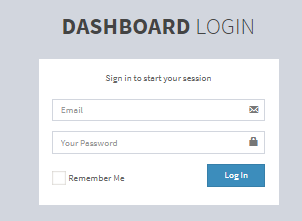 DASHBOARD LOGIN
Sign in to start your session
Email
Your Password
Remember Me
Log In